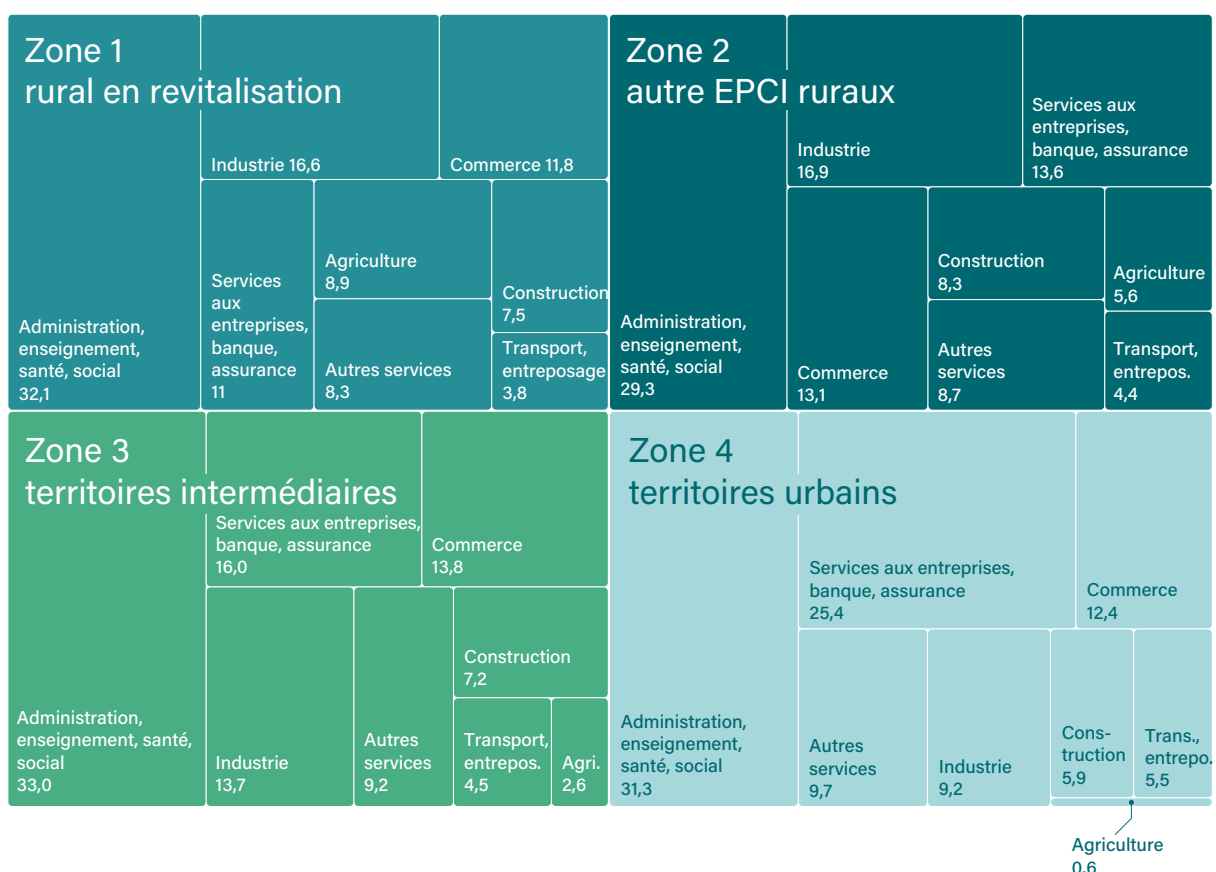 Zone 1
rural en revitalisation
Industrie 16,6
Commerce 11,8
Administration,
enseignement,
santé, social
32,1
Services
aux
entreprises,
banque,
assurance
11
Agriculture
8,9
Autres services
8,3
Construction
7,5
Transport,
entreposage
3,8
Zone 2
autre EPCI ruraux
Industrie
16,9
Services aux
entreprises,
banque, assurance
13,6
Administration,
enseignement,
santé, social
29,3
Commerce
13,1
Construction
8,3
Autres
services
8,7
Agriculture
5,6
Transport,
entrepos.
4,4
Zone 3
territoires intermédiaires
Services aux entreprises,
banque, assurance
16,0
Commerce
13,8
Administration,
enseignement, santé,
social
33,0
Industrie
13,7
Autres
services
9,2
Construction
7,2
Transport,
entrepos.
4,5
Agri.
2,6
Zone 4
territoires urbains
Services aux entreprises,
banque, assurance
25,4
Commerce
12,4
Administration,
enseignement,
santé, social
31,3
Autres
services
9,7
Industrie
9,2
Cons-
truction
5,9
Trans.,
entrepo.
5,5
Agriculture
0,6